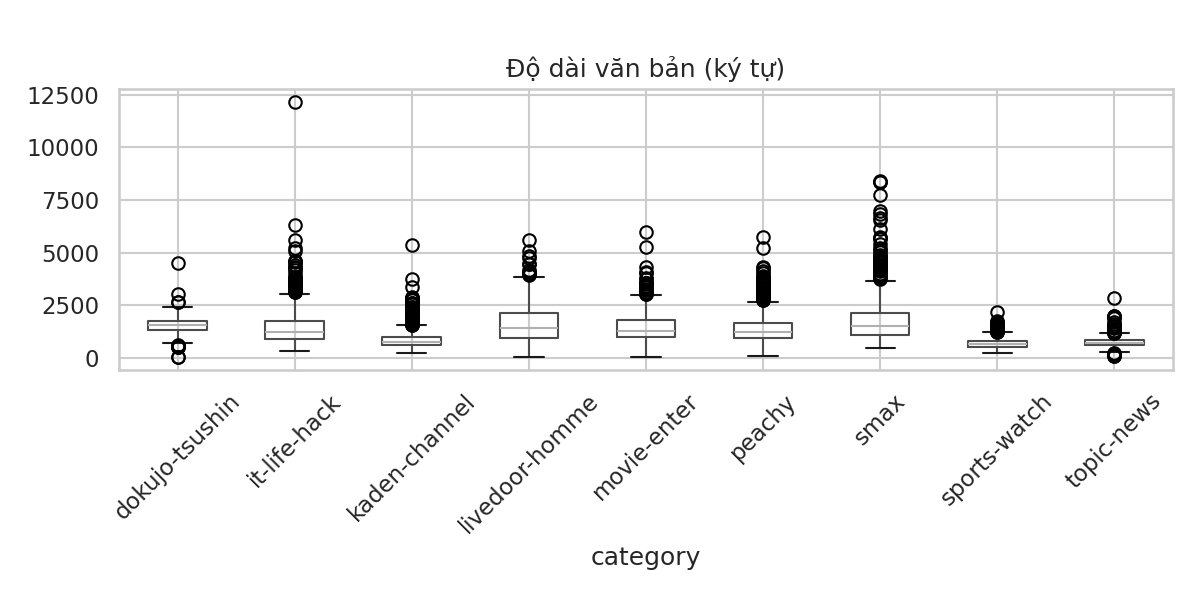 Độ dài văn bản (ký tự)
12500
10000
7500
5000
2500
0
dokujo-tsushin
it-life-hack
kaden-channel
livedoor-homme
movie-enter
peachy
smax
sports-watch
topic-news
category